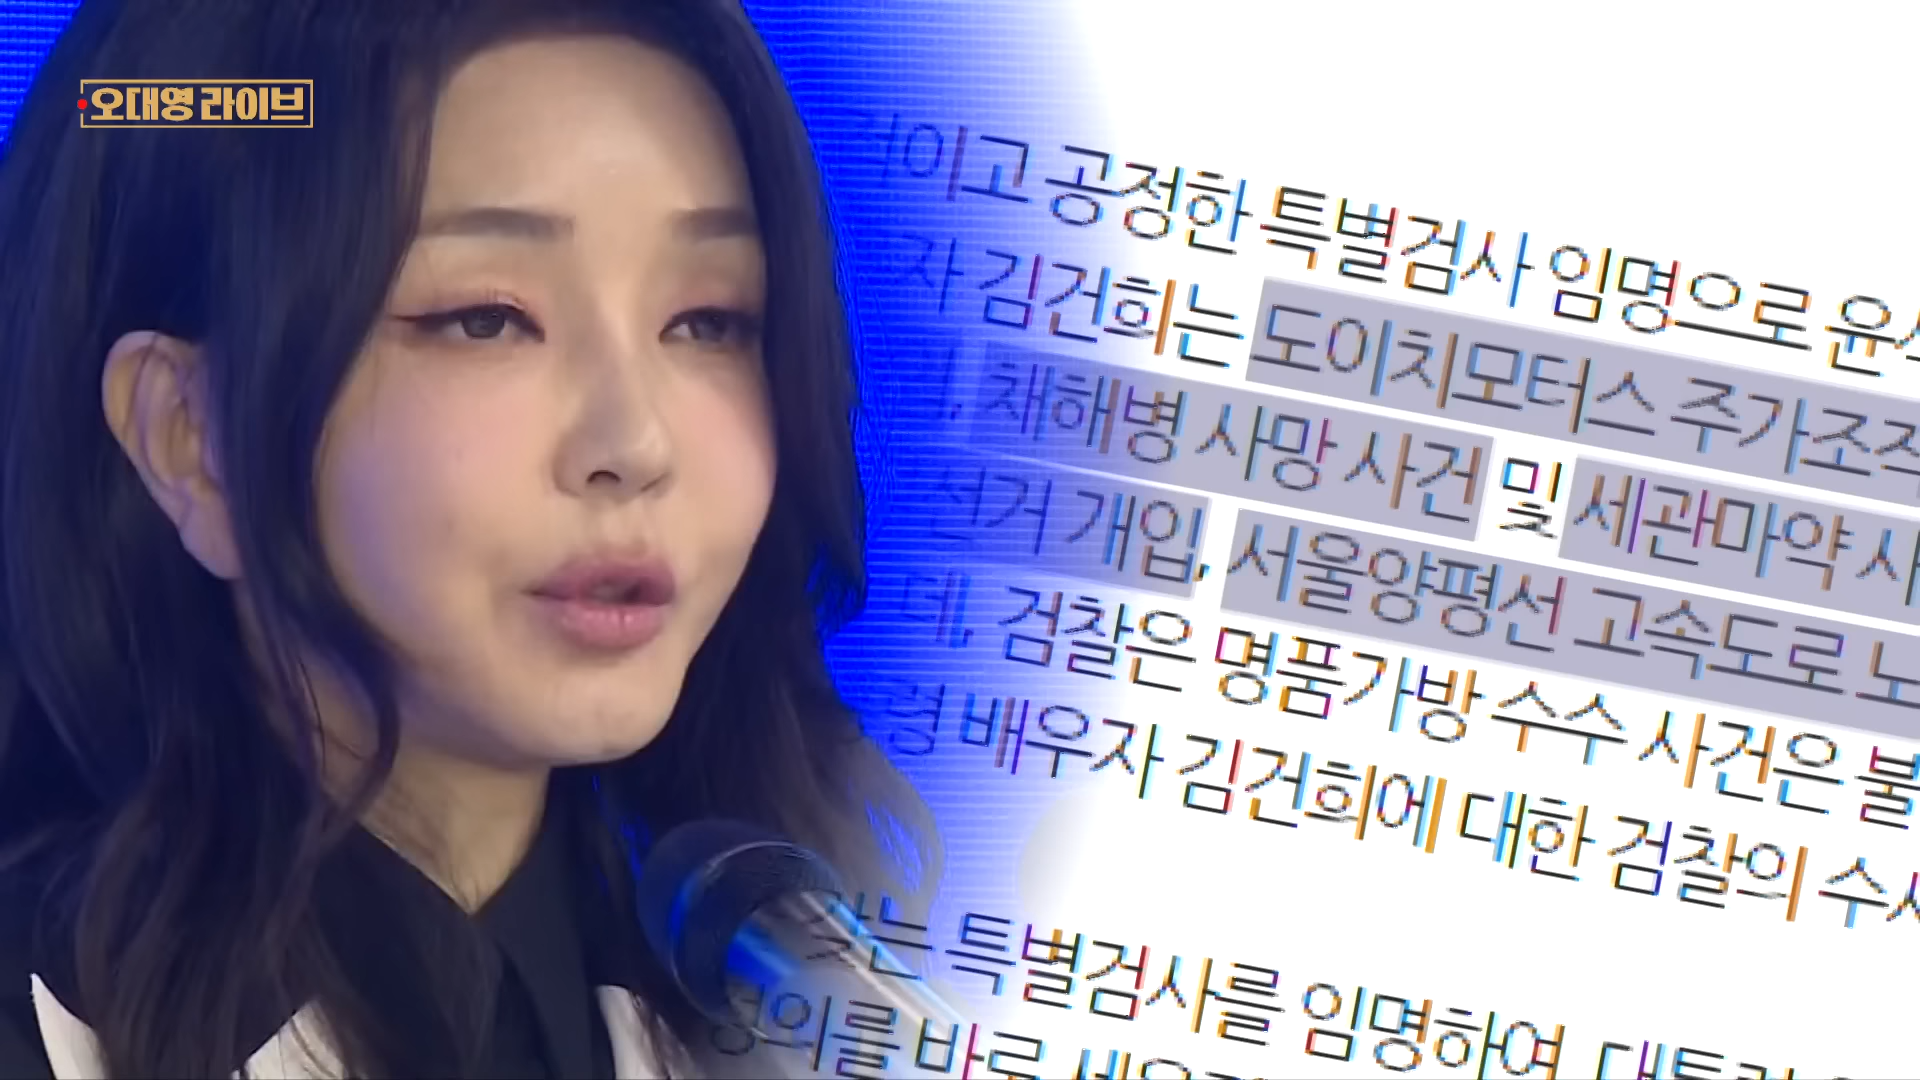 오대영 라이브
이고 공정한 특별검사 임명으로
자 김건희는 도이치모터스 주가조작
채해병 사망 사건 및 세관마약
선거 개입, 서울양평선 고속도로
데, 검찰은 명품가방 수수 사건은
배우자 김건희에 대한 검찰의
는 특별검사를 임명하여